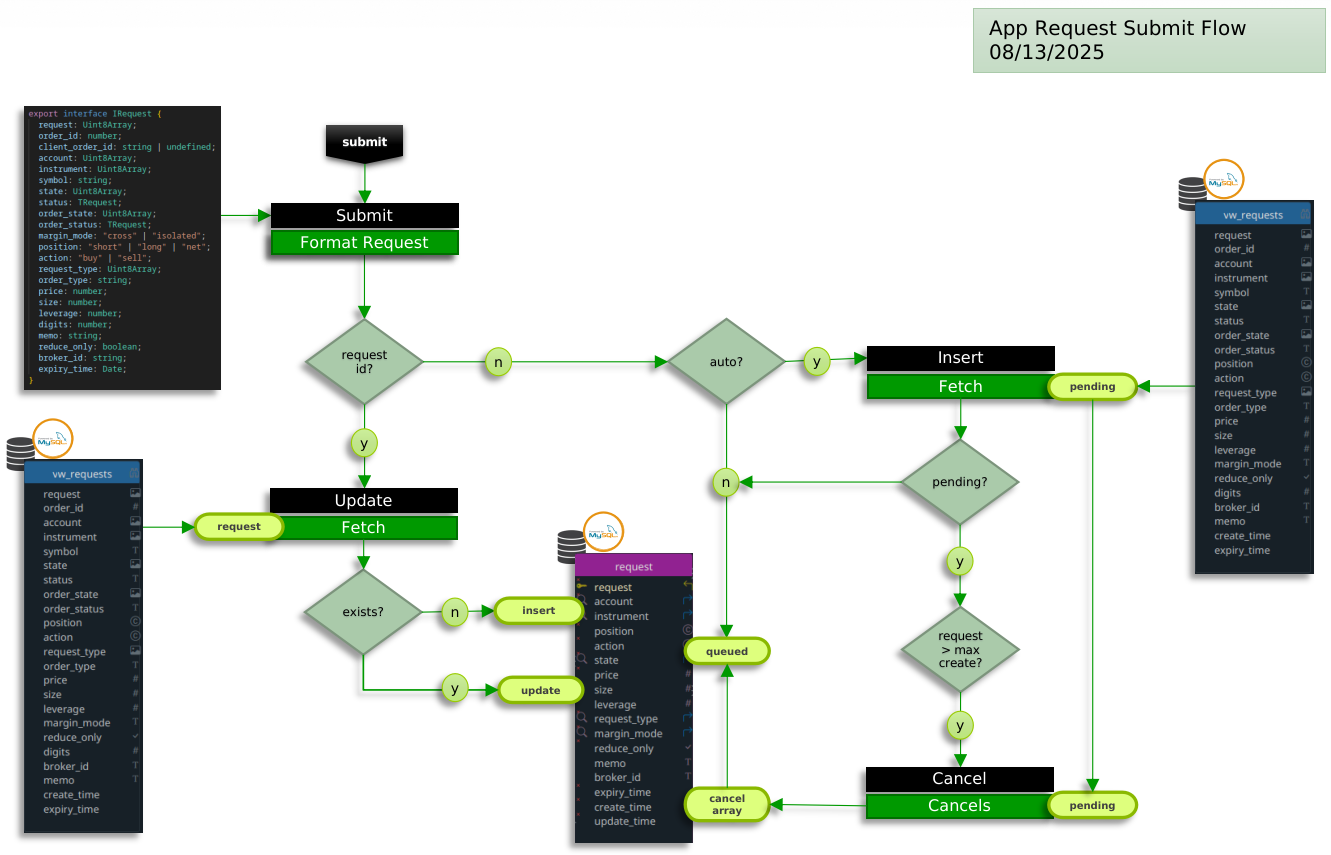 App Request Submit Flow
08/13/2025
export interface IRequest {
request: Uint8Array;
order_id: number;
client_order_id: string | undefined;
account: Uint8Array;
instrument: Uint8Array;
symbol: string;
state: Uint8Array;
status: TRequest;
order_state: Uint8Array;
order_status: TRequest;
margin_mode: "cross" | "isolated";
position: "short" | "long" | "net";
action: "buy" | "sell";
request_type: Uint8Array;
order_type: string;
price: number;
size: number;
leverage: number;
digits: number;
memo: string;
reduce_only: boolean;
broker_id: string;
expiry_time: Date;
}
submit
Submit
Format Request
request
id?
n
auto?
y
Insert
Fetch
pending
MySQL
vw_requests
request
order_id
#
account
instrument
symbol
T
state
status
T
order_state
order_status
T
position
C
action
C
request_type
order_type
T
price
#
size
#
leverage
#
margin_mode
T
reduce_only
digits
#
broker_id
T
memo
T
create_time
expiry_time
y
Update
Fetch
request
MySQL
vw_requests
request
order_id
#
account
instrument
symbol
T
state
status
T
order_state
order_status
T
position
C
action
C
request_type
order_type
T
price
#
size
#
leverage
#
margin_mode
T
reduce_only
digits
#
broker_id
T
memo
T
create_time
expiry_time
exists?
n
insert
y
update
MySQL
request
request
account
instrument
position
C
action
state
price
#
size
#
leverage
#
request_type
margin_mode
reduce_only
memo
T
broker_id
T
expiry_time
create_time
update_time
n
queued
cancel
array
pending?
y
request
> max
create?
y
Cancel
Cancels
pending